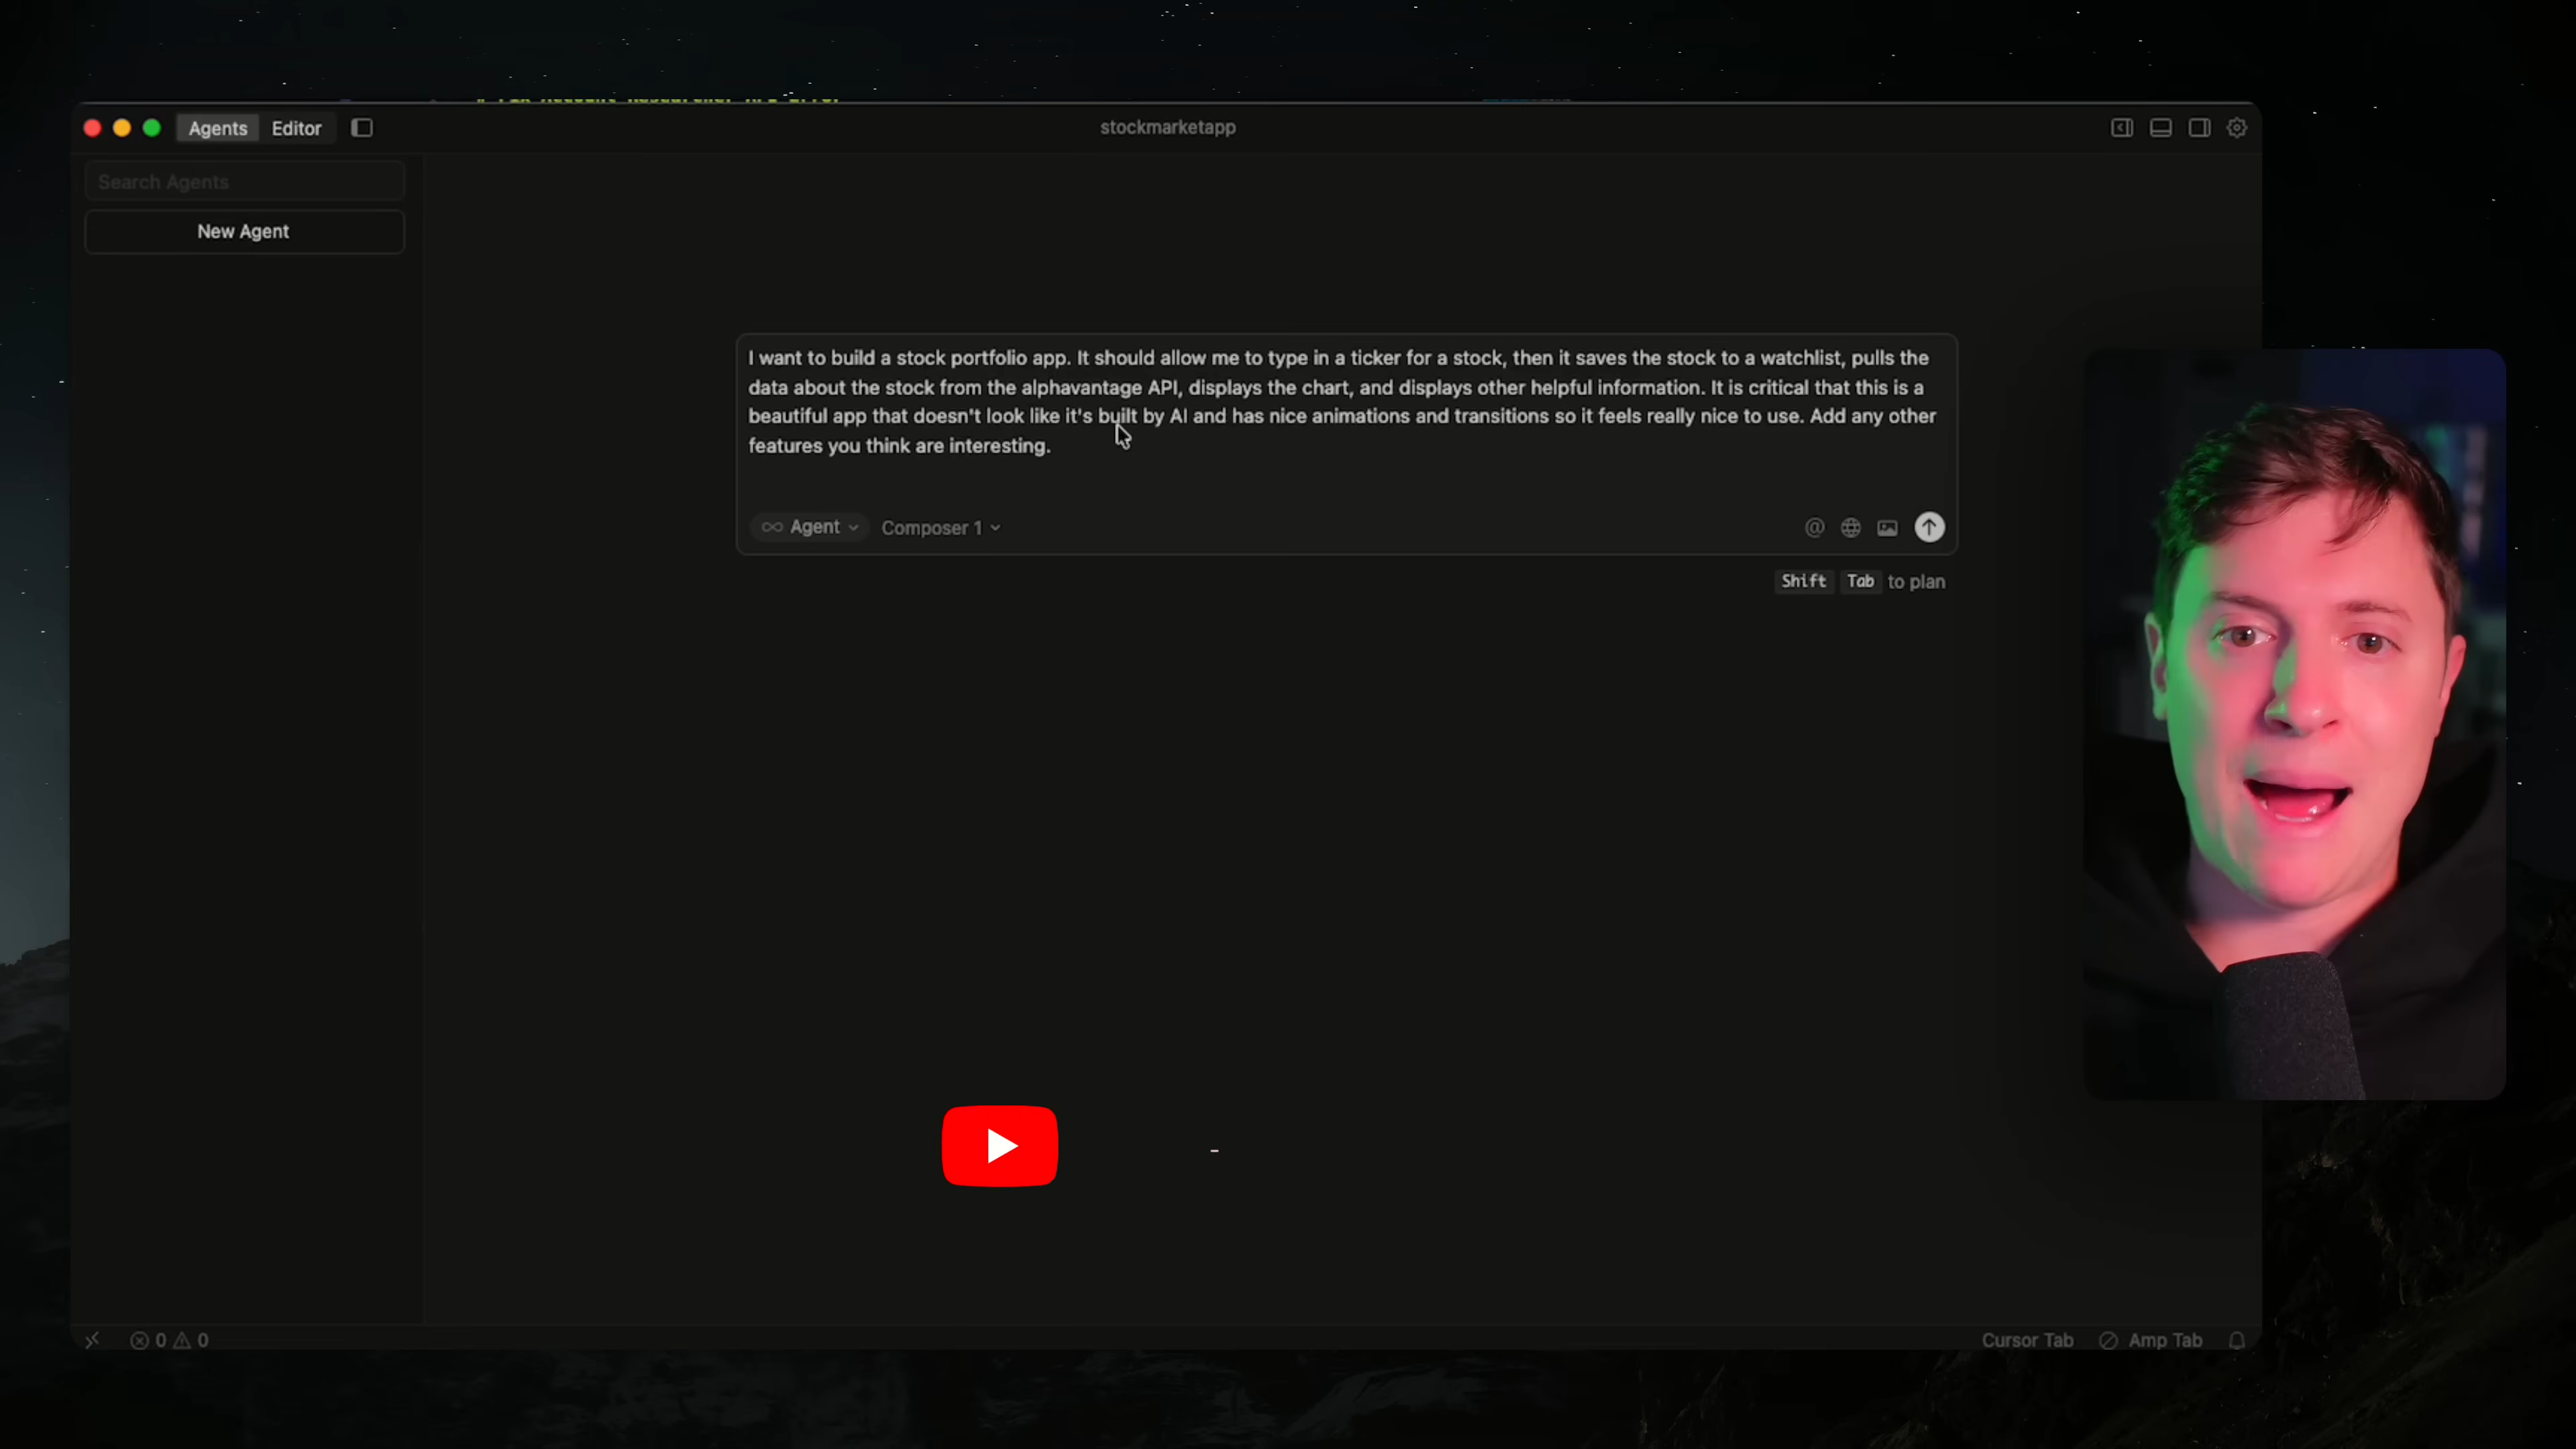 Agents Editor
stockmarketapp
Search Agents
New Agent
I want to build a stock portfolio app. It should allow me to type in a ticker for a stock, then it saves the stock to a watchlist, pulls the
data about the stock from the alphavantage API, displays the chart, and displays other helpful information. It is critical that this is a
beautiful app that doesn't look like it's built by AI and has nice animations and transitions so it feels really nice to use. Add any other
features you think are interesting.
Agent Composer 1
Shift Tab to plan
0 0
Cursor Tab Amp Tab